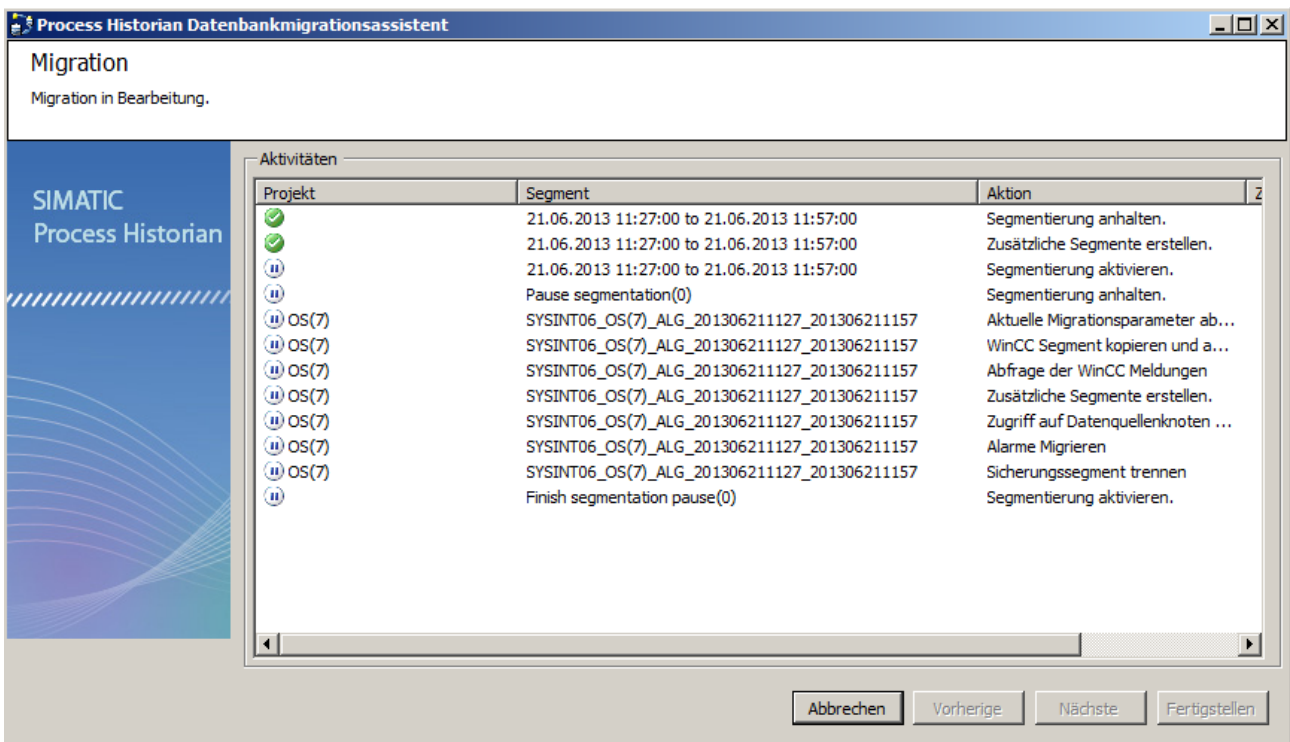 Process Historian Datenbankmigrationsassistent
Migration
Migration in Bearbeitung.
SIMATIC
Process Historian
Aktivitäten
Projekt Segment Aktion Z
21.06.2013 11:27:00 to 21.06.2013 11:57:00 Segmentierung anhalten.
21.06.2013 11:27:00 to 21.06.2013 11:57:00 Zusätzliche Segmente erstellen.
21.06.2013 11:27:00 to 21.06.2013 11:57:00 Segmentierung aktivieren.
Pause segmentation(0) Segmentierung anhalten.
OS(7) SYSINT06_OS(7)_ALG_201306211127_201306211157 Aktuelle Migrationsparameter ab...
OS(7) SYSINT06_OS(7)_ALG_201306211127_201306211157 WinCC Segment kopieren und a...
OS(7) SYSINT06_OS(7)_ALG_201306211127_201306211157 Abfrage der WinCC Meldungen
OS(7) SYSINT06_OS(7)_ALG_201306211127_201306211157 Zusätzliche Segmente erstellen.
OS(7) SYSINT06_OS(7)_ALG_201306211127_201306211157 Zugriff auf Datenquellenknoten ...
OS(7) SYSINT06_OS(7)_ALG_201306211127_201306211157 Alarme Migrieren
OS(7) SYSINT06_OS(7)_ALG_201306211127_201306211157 Sicherungssegment trennen
Finish segmentation pause(0) Segmentierung aktivieren.
Abbrechen Vorherige Nächste Fertigstellen